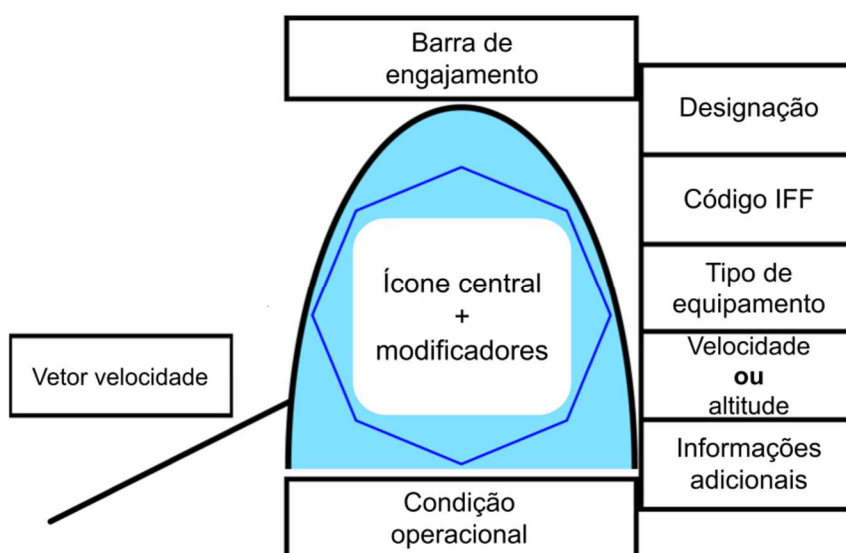 Barra de
engajamento
Designação
Código IFF
Tipo de
equipamento
Velocidade
ou
altitude
Informações
adicionais
Ícone central
+
modificadores
Vetor velocidade
Condição
operacional